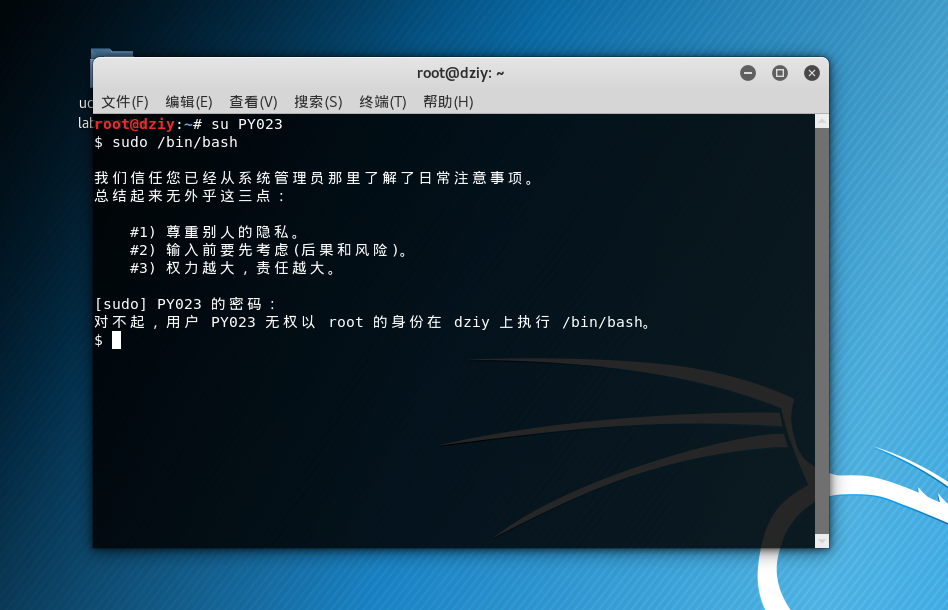 root@dziy: ~
文件(F) 编辑(E) 查看(V) 搜索(S) 终端(T) 帮助(H)
root@dziy:~# su PY023
$ sudo /bin/bash
我们信任您已经从系统管理员那里了解了日常注意事项。
总结起来无外乎这三点：
#1) 尊重别人的隐私。
#2) 输入前要先考虑(后果和风险)。
#3) 权力越大，责任越大。
[sudo] PY023 的密码：
对不起，用户 PY023 无权以 root 的身份在 dziy 上执行 /bin/bash。
$